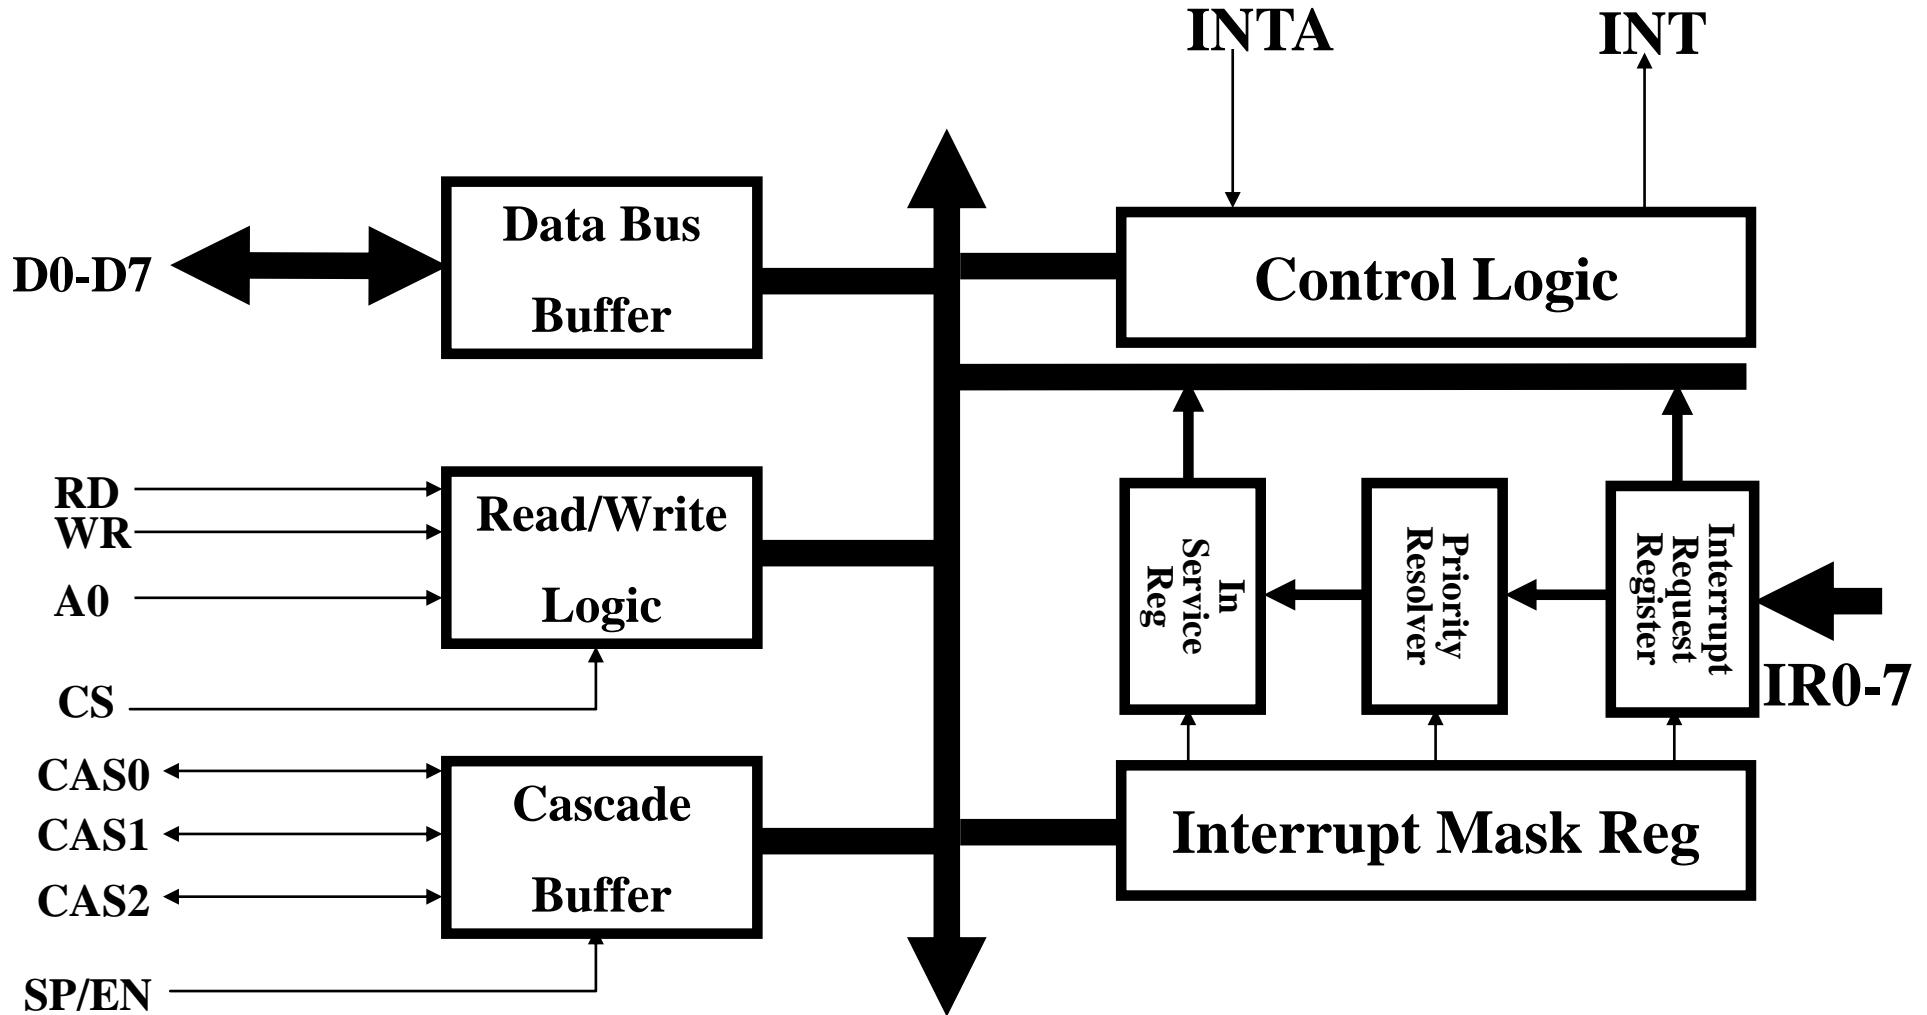 INTA
INT
Data Bus
Buffer
D0-D7
Control Logic
RD
WR
A0
CS
Read/Write
Logic
In
Service
Reg
Priority
Resolver
Interrupt
Request
Register
IR0-7
CAS0
CAS1
CAS2
SP/EN
Cascade
Buffer
Interrupt Mask Reg